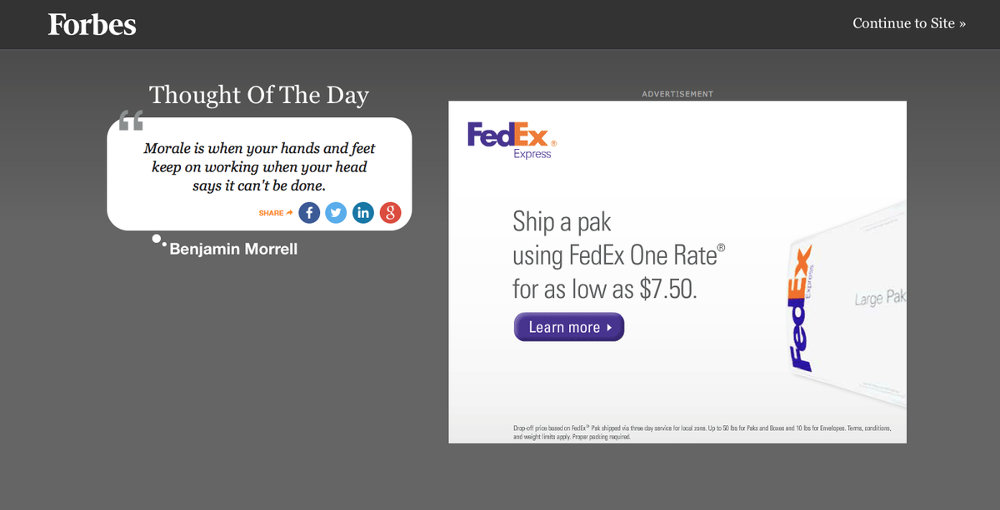 Forbes
Continue to Site »
Thought Of The Day
“
Morale is when your hands and feet
keep on working when your head
says it can't be done.
SHARE
f
in
8
Benjamin Morrell
ADVERTISEMENT
FedEx®
Express
Ship a pak
using FedEx One Rate®
for as low as $7.50.
Learn more
FedEx
Express
Large Pak
Drop-off price based on FedEx® Pak shipped via three day service for local zone. Up to 50 lbs for Paks and Boxes and 10 lbs for Envelopes. Terms, conditions,
and weight limits apply. Proper packing required.